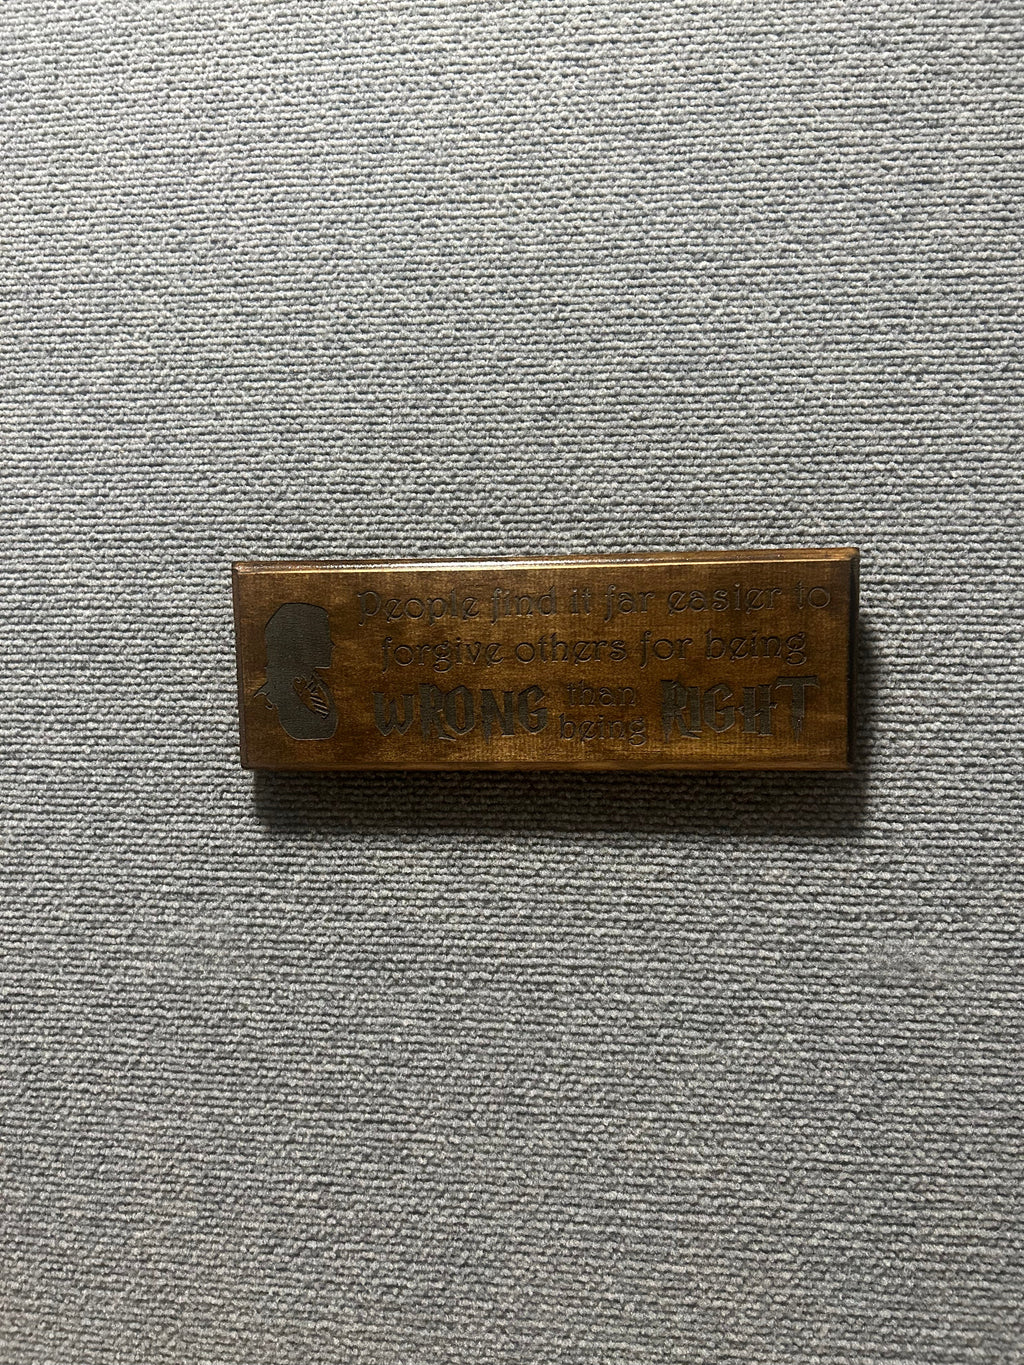 People find it far easier to
forgive others for being
WRONG than being RIGHT